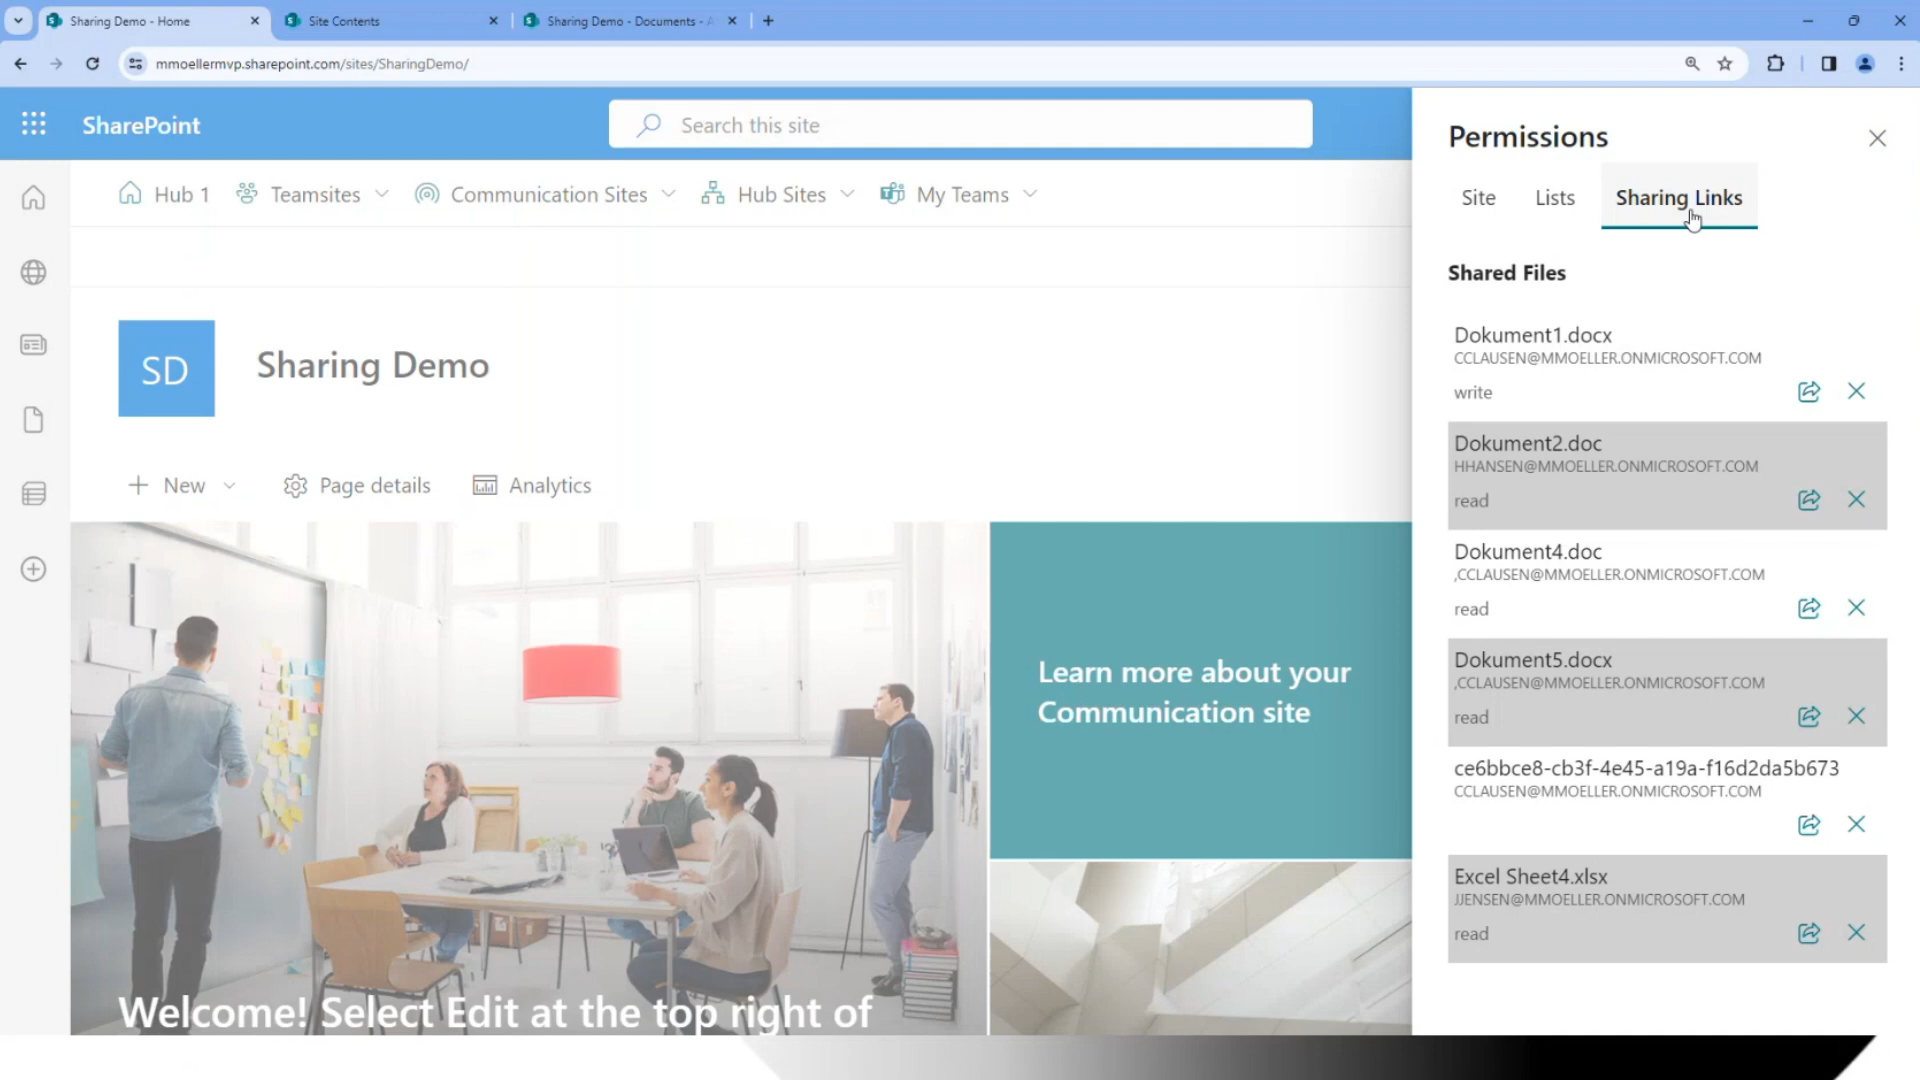 Sharing Demo - Home
Site Contents
Sharing Demo - Documents - A
mmoellermvp.sharepoint.com/sites/SharingDemo/
SharePoint
Search this site
Hub 1
Teamsites
Communication Sites
Hub Sites
My Teams
SD
Sharing Demo
New
Page details
Analytics
Learn more about your
Communication site
Welcome! Select Edit at the top right of
Permissions
Site
Lists
Sharing Links
Shared Files
Dokument1.docx
CCLAUSEN@MMOELLER.ONMICROSOFT.COM
write
Dokument2.doc
HHANSEN@MMOELLER.ONMICROSOFT.COM
read
Dokument4.doc
,CCLAUSEN@MMOELLER.ONMICROSOFT.COM
read
Dokument5.docx
,CCLAUSEN@MMOELLER.ONMICROSOFT.COM
read
ce6bbce8-cb3f-4e45-a19a-f16d2da5b673
CCLAUSEN@MMOELLER.ONMICROSOFT.COM
Excel Sheet4.xlsx
JJENSEN@MMOELLER.ONMICROSOFT.COM
read